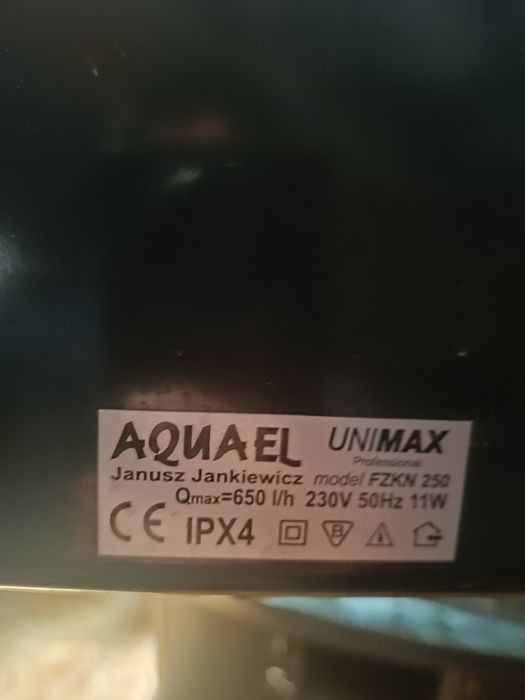 AQUAEL UNIMAX
Professional
Janusz Jankiewicz model FZKN 250
Qmax=650 l/h 230V 50Hz 11W
CE IPX4 B